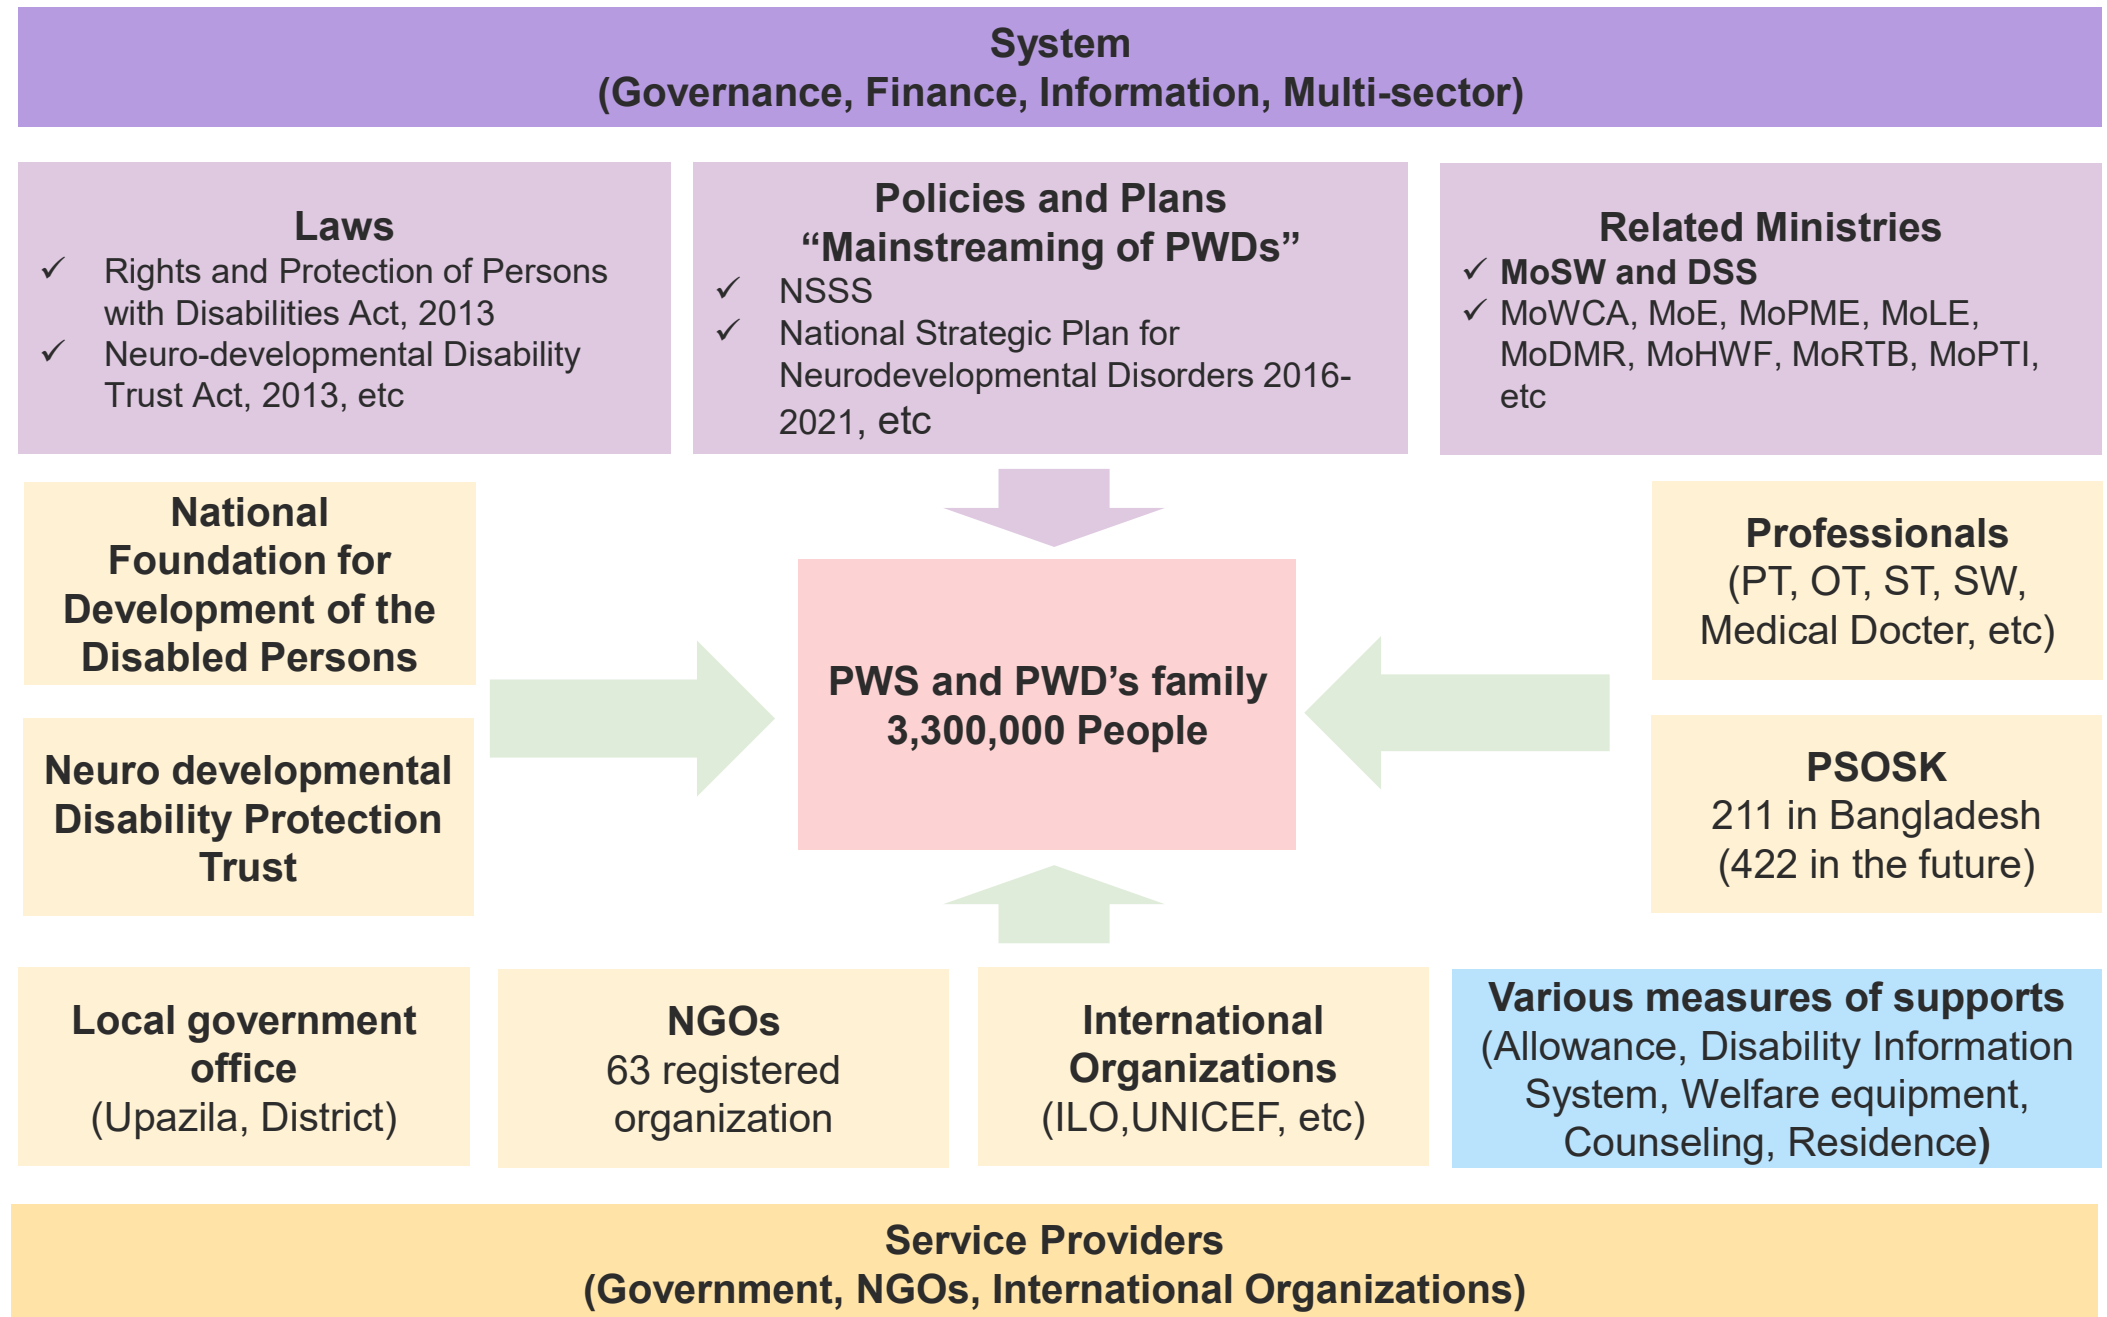 System
(Governance, Finance, Information, Multi-sector)
Laws
✓ Rights and Protection of Persons
with Disabilities Act, 2013
✓ Neuro-developmental Disability
Trust Act, 2013, etc
Policies and Plans
“Mainstreaming of PWDs”
✓ NSSS
✓ National Strategic Plan for
Neurodevelopmental Disorders 2016-
2021, etc
Related Ministries
✓ MoSW and DSS
✓ MoWCA, MoE, MoPME, MoLE,
MoDMR, MoHWF, MoRTB, MoPTI,
etc
National
Foundation for
Development of the
Disabled Persons
Neuro developmental
Disability Protection
Trust
PWS and PWD’s family
3,300,000 People
Professionals
(PT, OT, ST, SW,
Medical Docter, etc)
PSOSK
211 in Bangladesh
(422 in the future)
Local government
office
(Upazila, District)
NGOs
63 registered
organization
International
Organizations
(ILO,UNICEF, etc)
Various measures of supports
(Allowance, Disability Information
System, Welfare equipment,
Counseling, Residence)
Service Providers
(Government, NGOs, International Organizations)